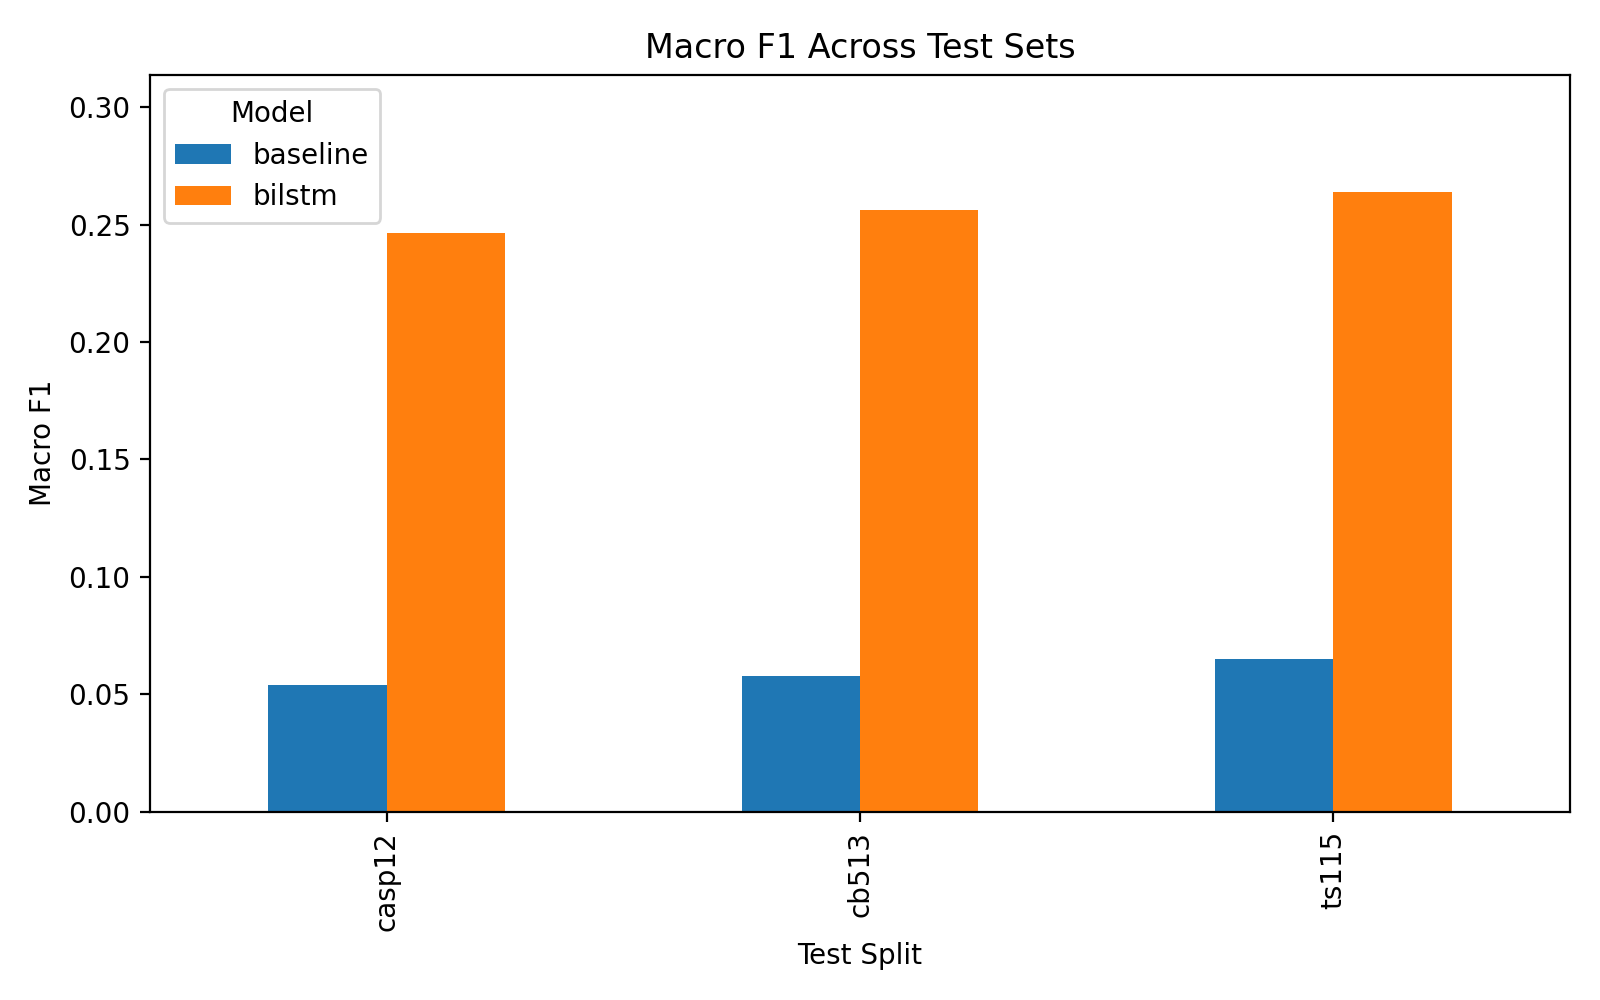 Macro F1 Across Test Sets
Model
baseline
bilstm
Macro F1
0.30
0.25
0.20
0.15
0.10
0.05
0.00
casp12
cb513
ts115
Test Split